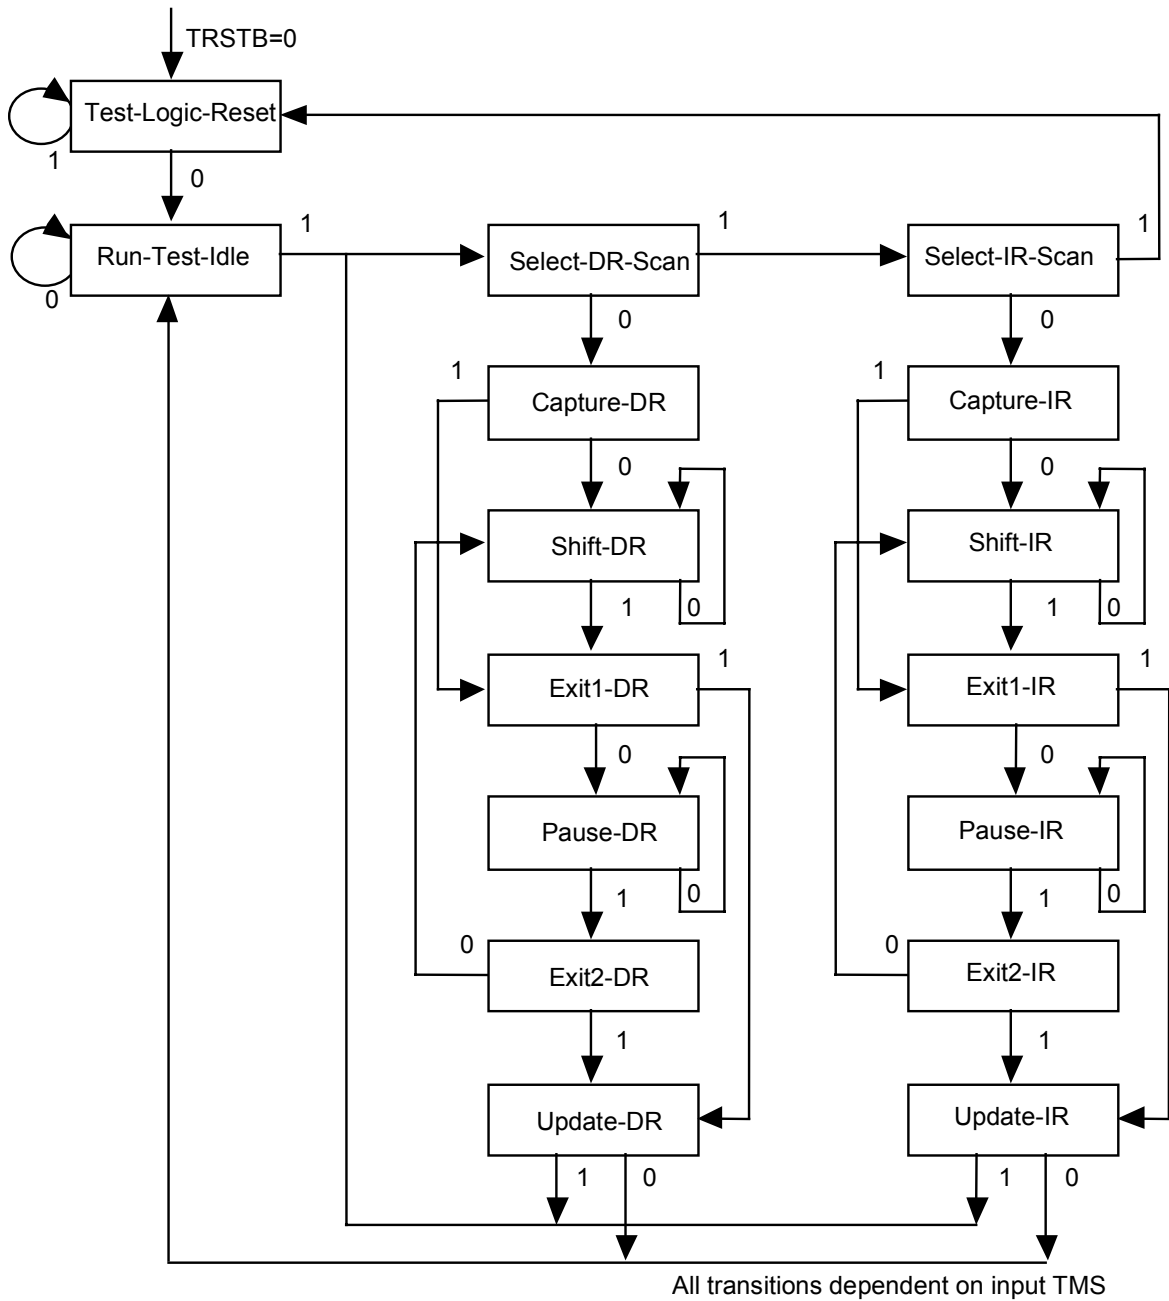 TRSTB=0
Test-Logic-Reset
1
0
Run-Test-Idle
0
1
Select-DR-Scan
1
Select-IR-Scan
1
0
0
1
Capture-DR
1
Capture-IR
0
0
Shift-DR
Shift-IR
1
0
1
0
Exit1-DR
1
Exit1-IR
1
0
0
Pause-DR
Pause-IR
1
0
1
0
0
Exit2-DR
0
Exit2-IR
1
1
Update-DR
Update-IR
1
0
1
0
All transitions dependent on input TMS